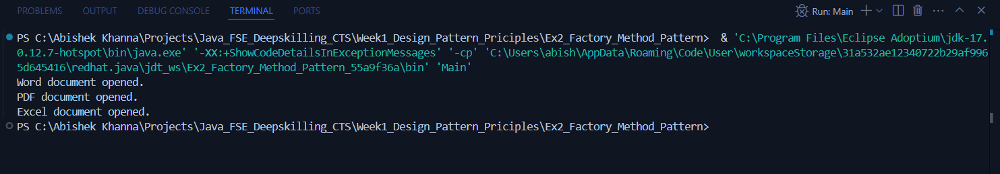 PROBLEMS OUTPUT DEBUG CONSOLE TERMINAL PORTS Run: Main
PS C:\Abishek Khanna\Projects\Java_FSE_Deepskilling_CTS\Week1_Design_Pattern_Priciples\Ex2_Factory_Method_Pattern> & 'C:\Program Files\Eclipse Adoptium\jdk-17.
0.12.7-hotspot\bin\java.exe' '-XX:+ShowCodeDetailsInExceptionMessages' '-cp' 'C:\Users\abish\AppData\Roaming\Code\User\workspaceStorage\31a532ae12340722b29af996
5d645416\redhat.java\jdt_ws\Ex2_Factory_Method_Pattern_55a9f36a\bin' 'Main'
Word document opened.
PDF document opened.
Excel document opened.
PS C:\Abishek Khanna\Projects\Java_FSE_Deepskilling_CTS\Week1_Design_Pattern_Priciples\Ex2_Factory_Method_Pattern>